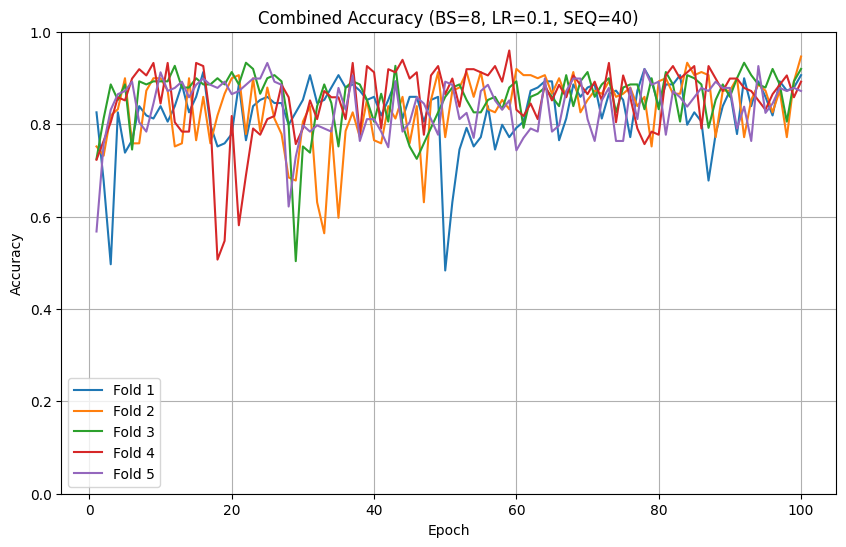 Combined Accuracy (BS=8, LR=0.1, SEQ=40)
1.0
0.8
0.6
0.4
0.2
0.0
Accuracy
Fold 1
Fold 2
Fold 3
Fold 4
Fold 5
0 20 40 60 80 100
Epoch